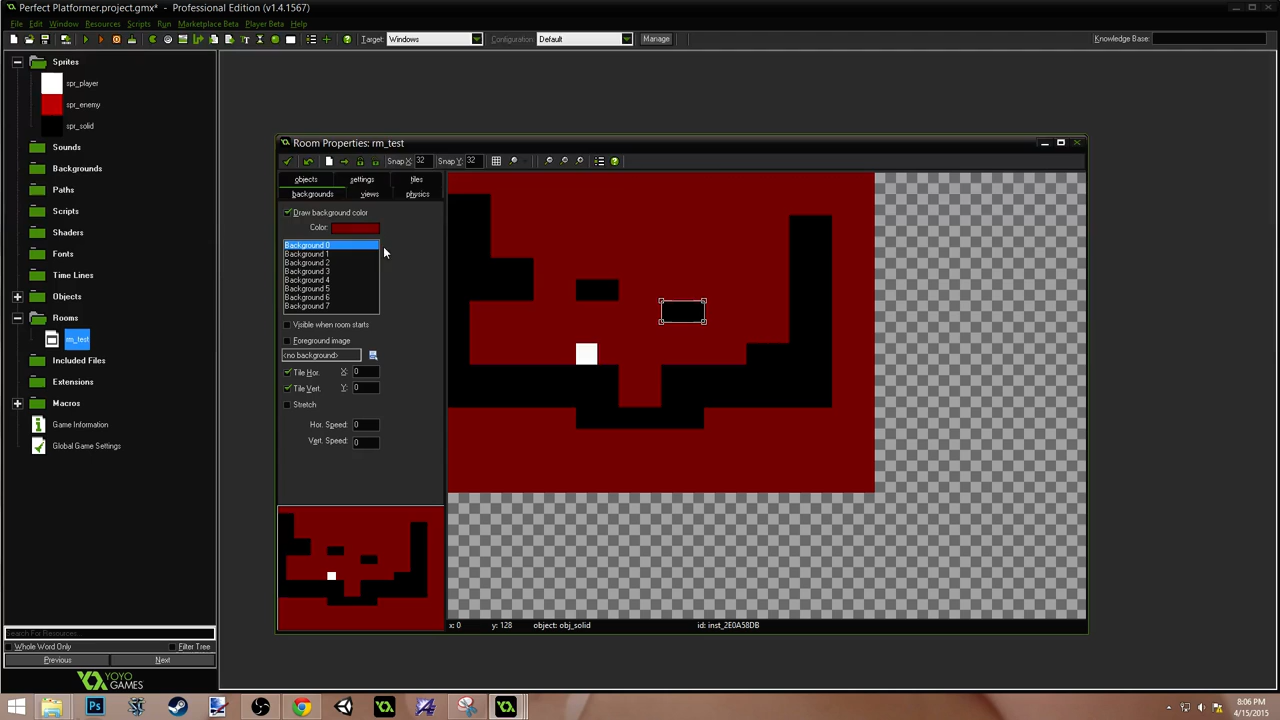 Perfect Platformer.project.gmx* - Professional Edition (v1.4.1567)
File Edit Window Resources Scripts Run Marketplace Beta Player Beta Help
Target: Windows Configuration: Default Manage Knowledge Base:
Sprites
spr_player
spr_enemy
spr_solid
Sounds
Backgrounds
Paths
Scripts
Shaders
Fonts
Time Lines
Objects
Rooms
rm_test
Included Files
Extensions
Macros
Game Information
Global Game Settings
Search For Resources...
Whole Word Only Filter Tree
Previous Next
YOYO
GAMES
Room Properties: rm_test
Snap X: 32 Snap Y: 32
objects settings tiles
backgrounds views physics
Draw background color
Color:
Background 0
Background 1
Background 2
Background 3
Background 4
Background 5
Background 6
Background 7
Visible when room starts
Foreground image
<no background>
Tile Hor. X: 0
Tile Vert. Y: 0
Stretch
Hor. Speed: 0
Vert. Speed: 0
x: 0 y: 128 object: obj_solid id: inst_2E0A58DB
Ps
8:06 PM
4/15/2015